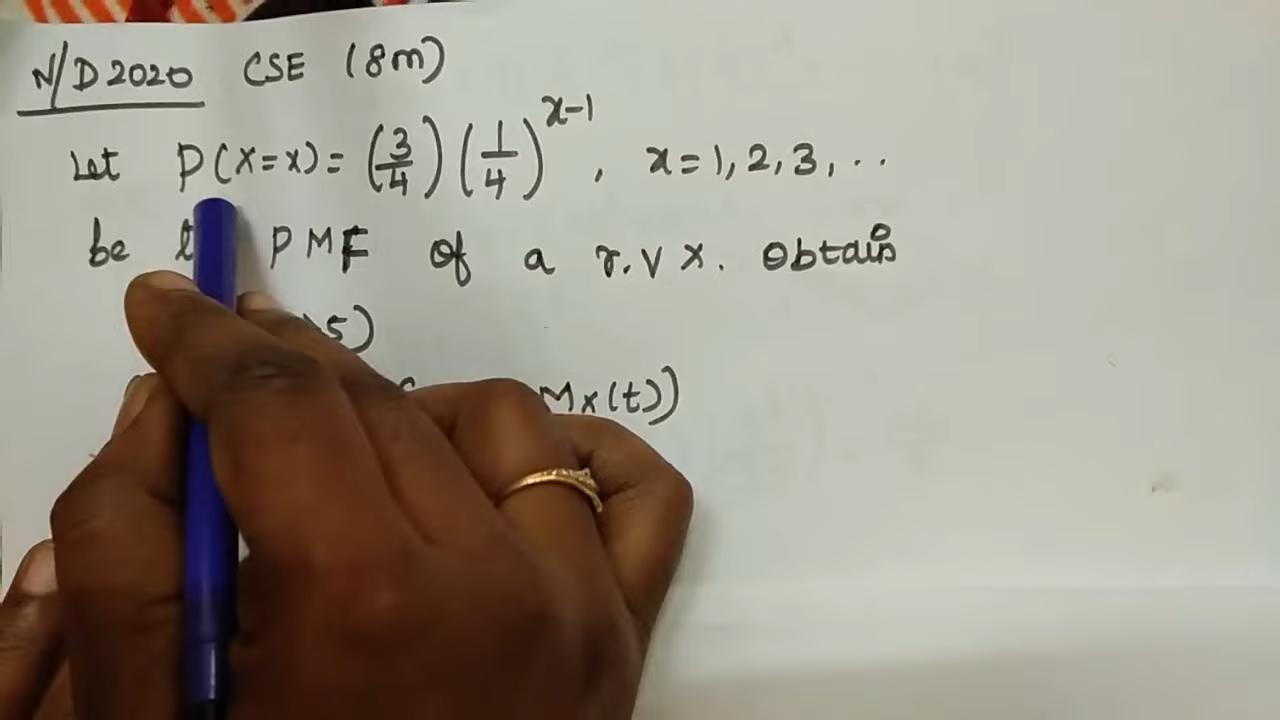 N/D 2020 CSE (8m)
Let P(X=x) = (3/4) (1/4)^{x-1}, x = 1, 2, 3, ..
be PMF of a r.v X. Obtain
5)
Mx(t))